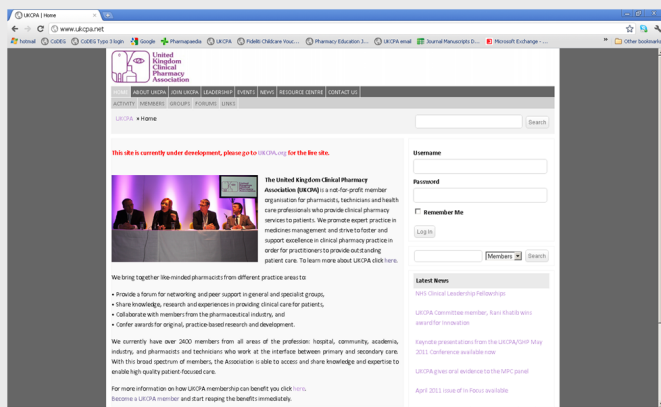 UKCPA | Home
www.ukcpa.net
hotmail CoDEG CoDEG Typo 3 login Google Pharmapaedia UKCPA Fideliti Childcare Vouc... Pharmacy Education J... UKCPA email Journal Manuscripts D... Microsoft Exchange - ... » Other bookmarks
United
Kingdom
Clinical
Pharmacy
Association
HOME ABOUT UKCPA JOIN UKCPA LEADERSHIP EVENTS NEWS RESOURCE CENTRE CONTACT US
ACTIVITY MEMBERS GROUPS FORUMS LINKS
UKCPA » Home
Search
This site is currently under development, please go to UKCPA.org for the live site.
The United Kingdom Clinical Pharmacy
Association (UKCPA) is a not-for-profit member
organisation for pharmacists, technicians and health
care professionals who provide clinical pharmacy
services to patients. We promote expert practice in
medicines management and strive to foster and
support excellence in clinical pharmacy practice in
order for practitioners to provide outstanding
patient care. To learn more about UKCPA click here.
We bring together like-minded pharmacists from different practice areas to:
• Provide a forum for networking and peer support in general and specialist groups,
• Share knowledge, research and experiences in providing clinical care for patients,
• Collaborate with members from the pharmaceutical industry, and
• Confer awards for original, practice-based research and development.
We currently have over 2400 members from all areas of the profession: hospital, community, academia,
industry, and pharmacists and technicians who work at the interface between primary and secondary care.
With this broad spectrum of members, the Association is able to access and share knowledge and expertise to
enable high quality patient-focused care.
For more information on how UKCPA membership can benefit you click here.
Become a UKCPA member and start reaping the benefits immediately.
Username
Password
Remember Me
Log In
Members Search
Latest News
NHS Clinical Leadership Fellowships
UKCPA Committee member, Rani Khatib wins
award for innovation
Keynote presentations from the UKCPA/GHP May
2011 Conference available now
UKCPA gives oral evidence to the MPC panel
April 2011 issue of In Focus available